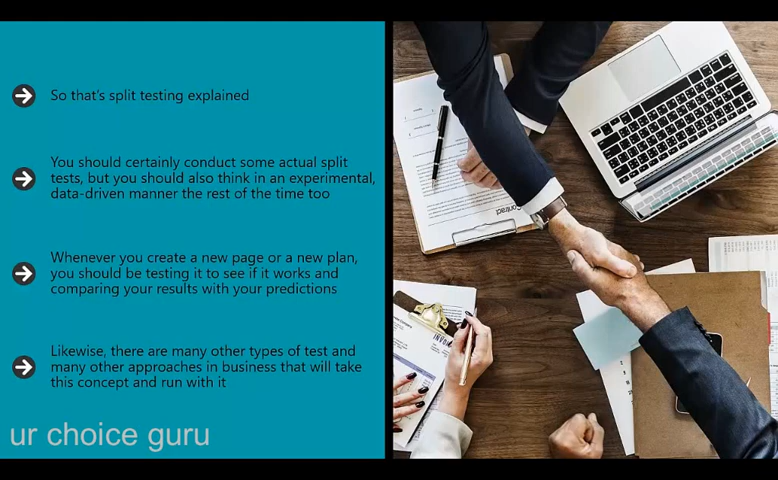 So that's split testing explained
You should certainly conduct some actual split
tests, but you should also think in an experimental,
data-driven manner the rest of the time too
Whenever you create a new page or a new plan,
you should be testing it to see if it works and
comparing your results with your predictions
Likewise, there are many other types of test and
many other approaches in business that will take
this concept and run with it
ur choice guru
Contract